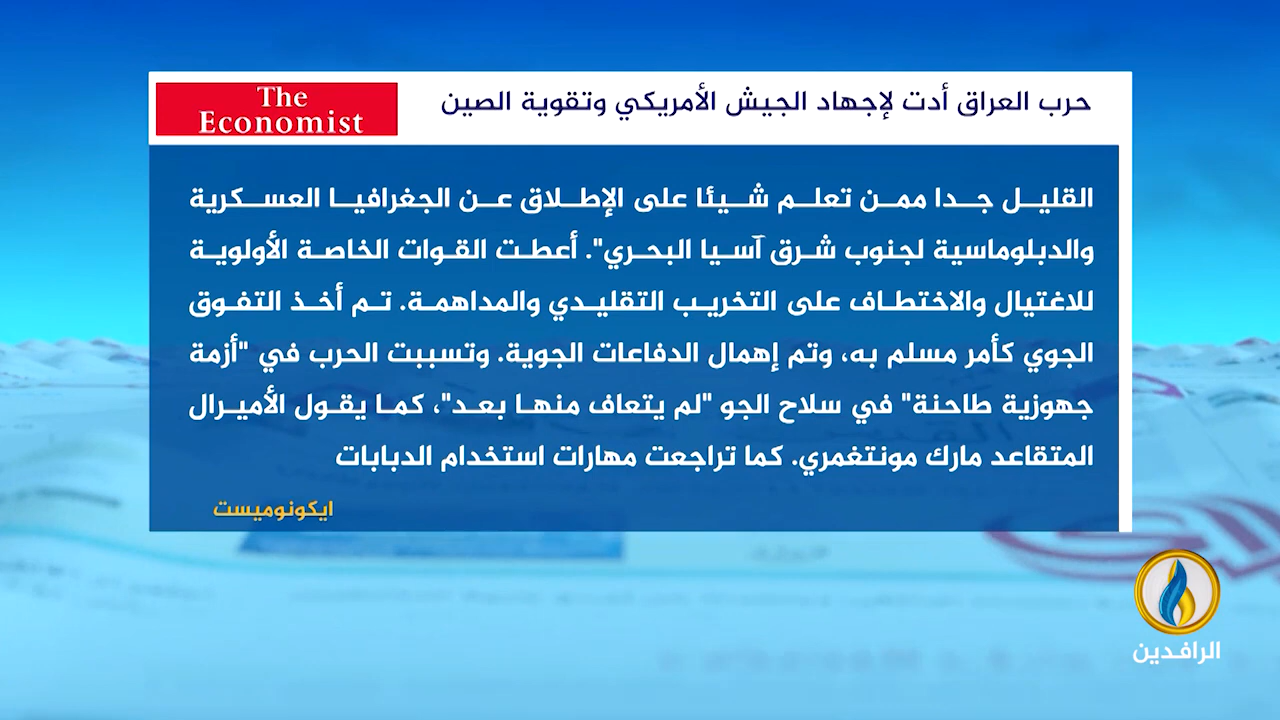 The
Economist
حرب العراق أدت لإجهاد الجيش الأمريكي وتقوية الصين
القليل جدا ممن تعلم شيئا على الإطلاق عن الجغرافيا العسكرية
والدبلوماسية لجنوب شرق آسيا البحري". أعطت القوات الخاصة الأولوية
للاغتيال والاختطاف على التخريب التقليدي والمداهمة. تم أخذ التفوق
الجوي كأمر مسلم به، وتم إهمال الدفاعات الجوية. وتسببت الحرب في "أزمة
جهوزية طاحنة" في سلاح الجو "لم يتعاف منها بعد"، كما يقول الأميرال
المتقاعد مارك مونتغمري. كما تراجعت مهارات استخدام الدبابات
ايكونوميست
الرافدين